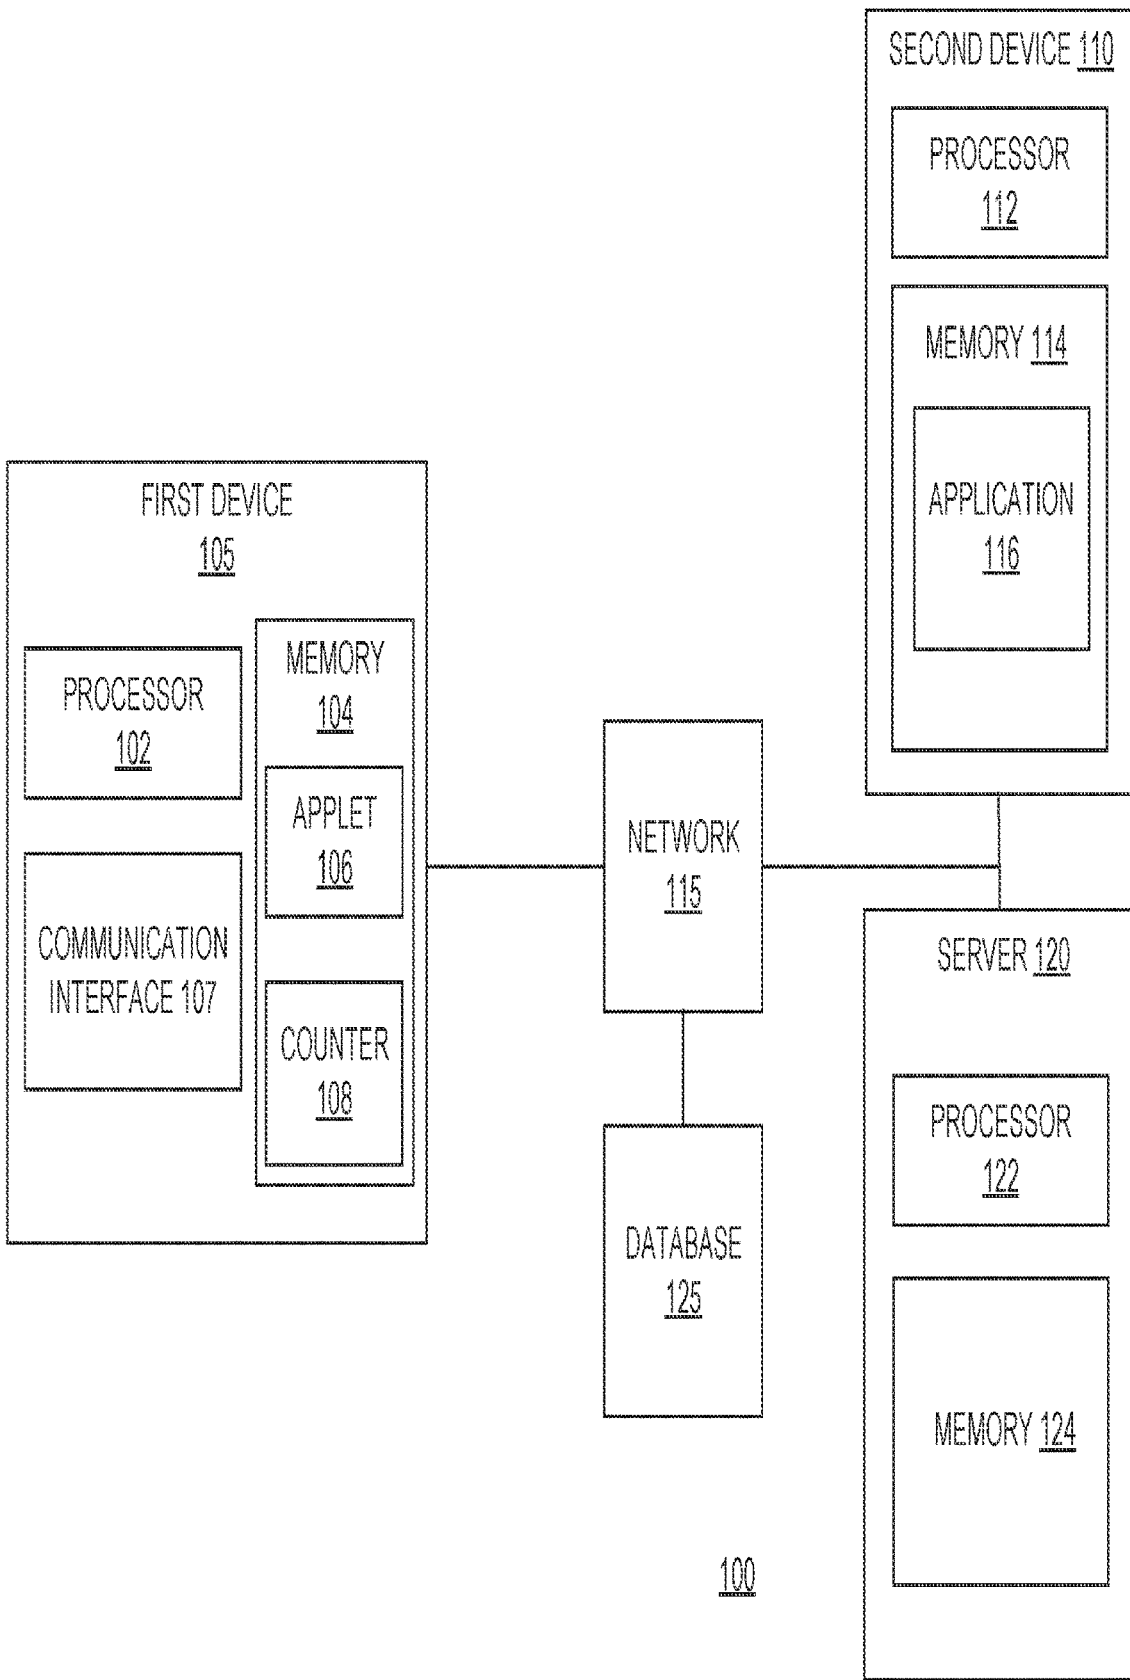 FIRST DEVICE
105
PROCESSOR
102
COMMUNICATION
INTERFACE 107
MEMORY
104
APPLET
106
COUNTER
108
NETWORK
115
DATABASE
125
SECOND DEVICE 110
PROCESSOR
112
MEMORY 114
APPLICATION
116
SERVER 120
PROCESSOR
122
MEMORY 124
100